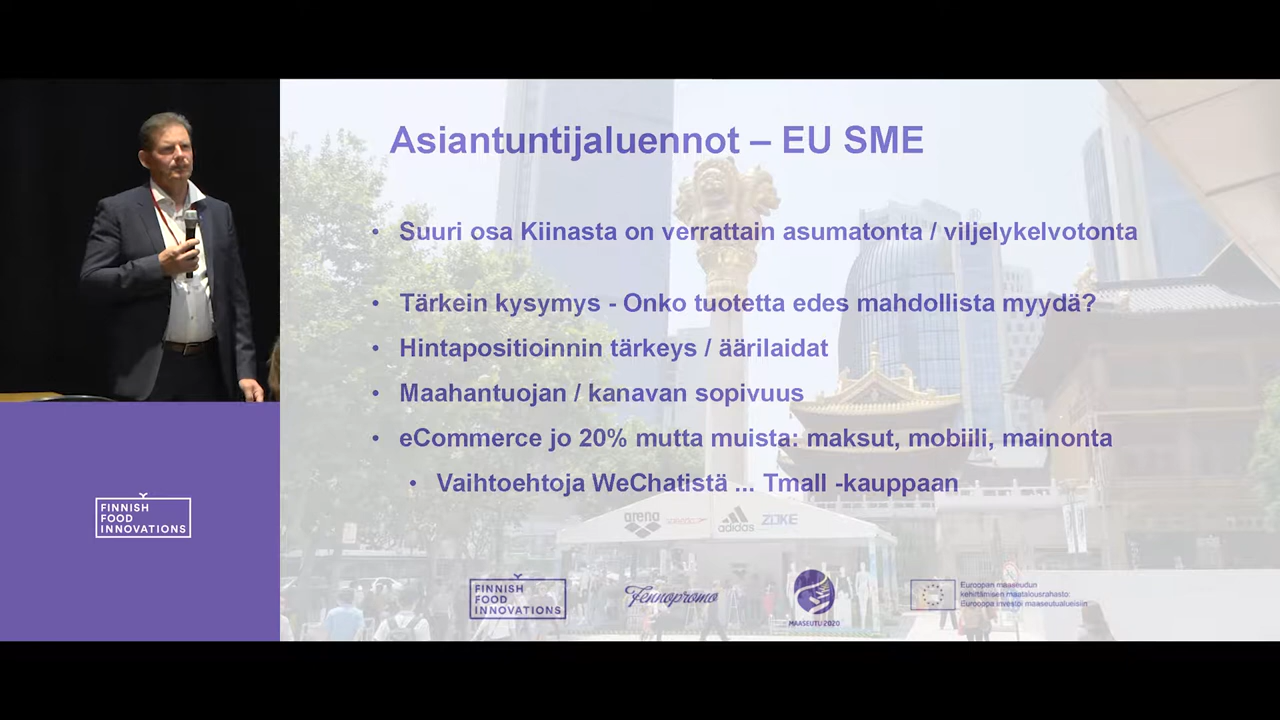 Asiantuntijaluennot – EU SME
• Suuri osa Kiinasta on verrattain asumatonta / viljelykelvotonta
• Tärkein kysymys - Onko tuotetta edes mahdollista myydä?
• Hintapositioinnin tärkeys / äärilaidat
• Maahantuojan / kanavan sopivuus
• eCommerce jo 20% mutta muista: maksut, mobiili, mainonta
• Vaihtoehtoja WeChatistä ... Tmall -kauppaan
arena
speedo
adidas
ZOKE
FINNISH
FOOD
INNOVATIONS
FINNISH
FOOD
INNOVATIONS
Fennopromo
MAASEUTU 2020
Euroopan maaseudun
kehittämisen maatalousrahasto:
Eurooppa investoi maaseutualueisiin